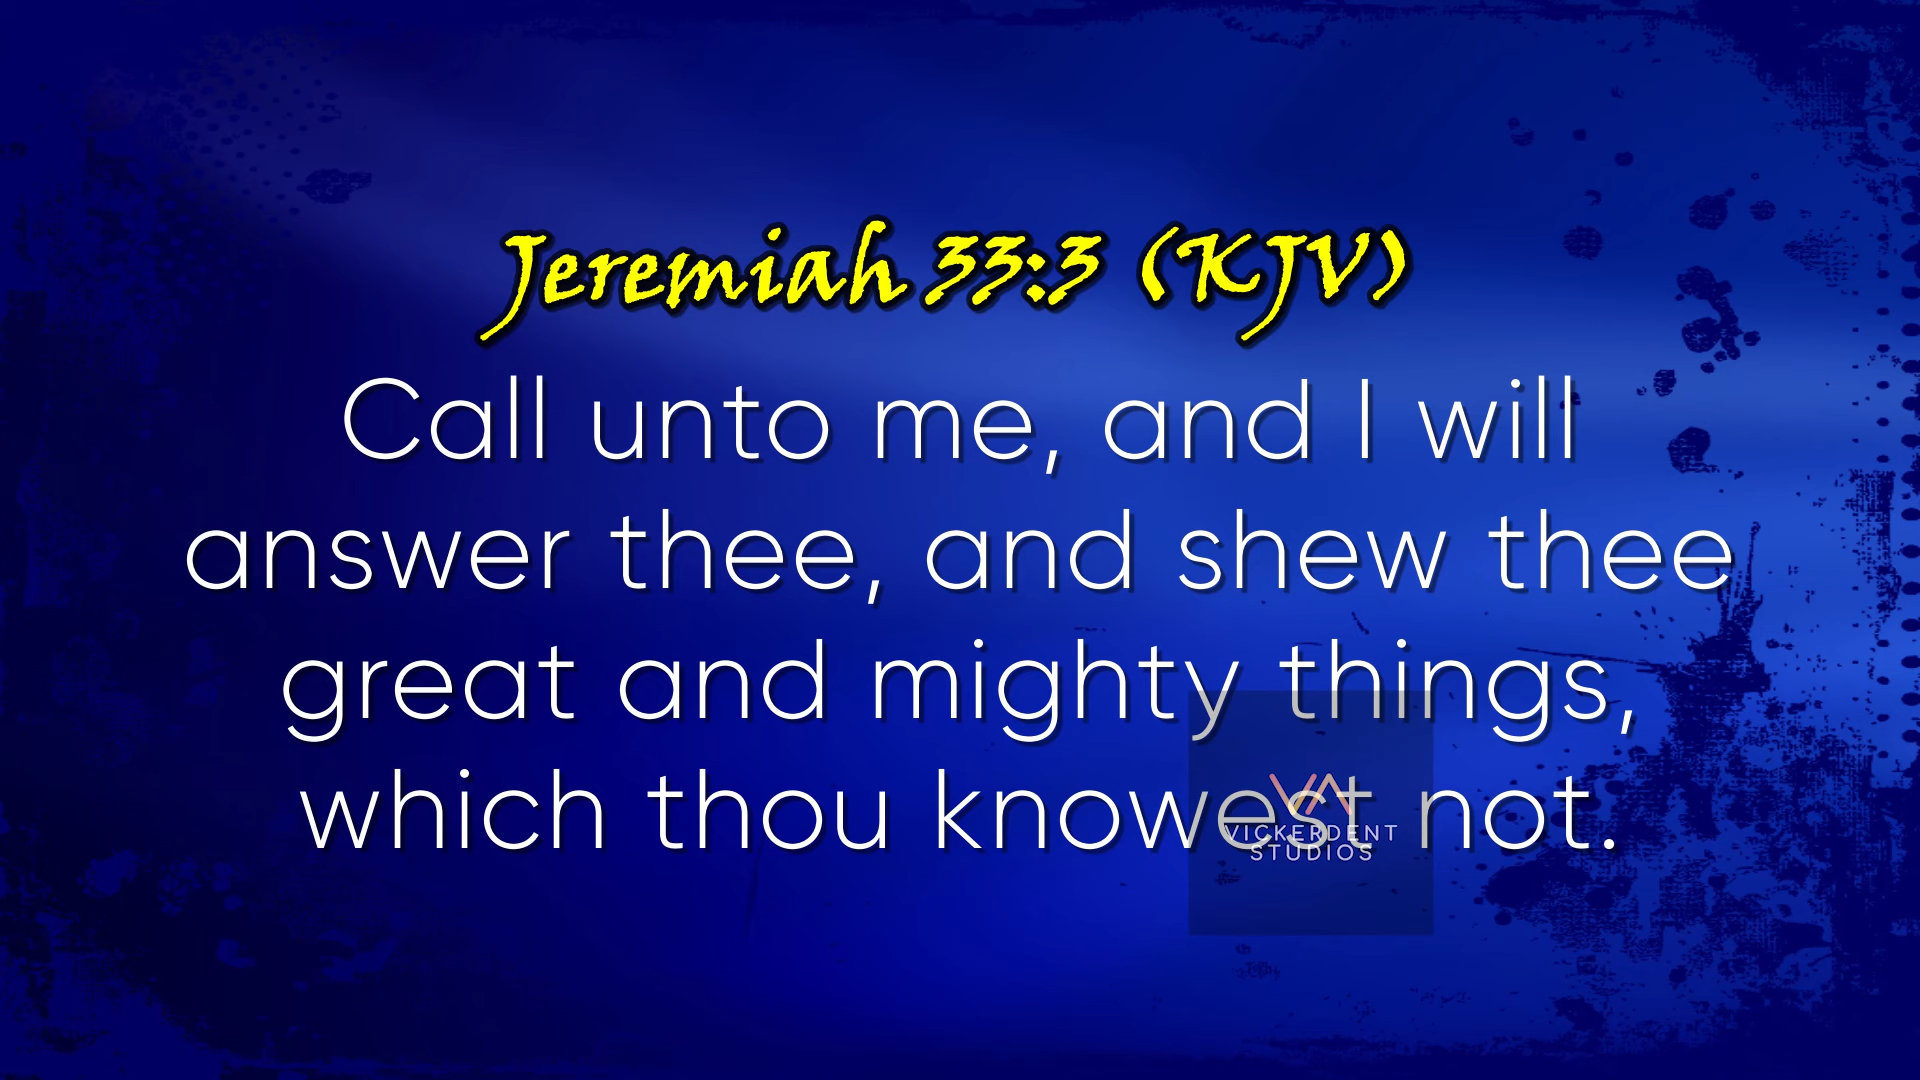 Jeremiah 33:3 (KJV)
Call unto me, and I will
answer thee, and shew thee
great and mighty things,
which thou knowest not.
VICKERDENT
STUDIOS